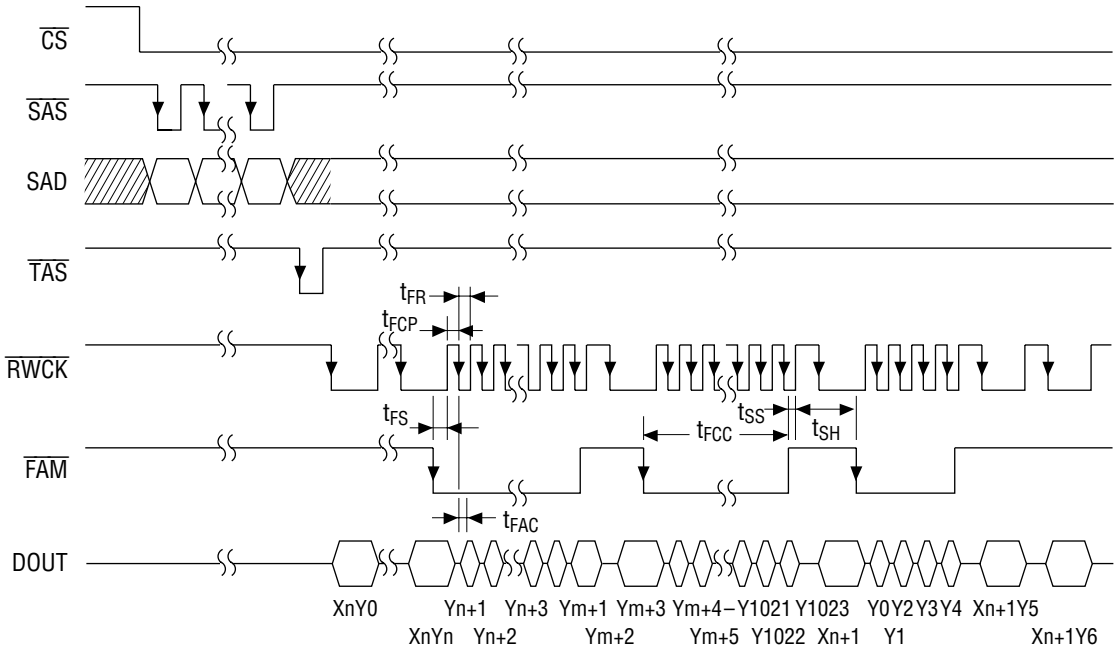 CS
SAS
SAD
TAS
tFR
tFCP
RWCK
tFS
tFCC
tSS
tSH
FAM
tFAC
DOUT
XnY0 Yn+1 Yn+3 Ym+1 Ym+3 Ym+4–Y1021 Y1023 Y0Y2 Y3 Y4 Xn+1Y5
XnYn Yn+2 Ym+2 Ym+5 Y1022 Xn+1 Y1 Xn+1Y6